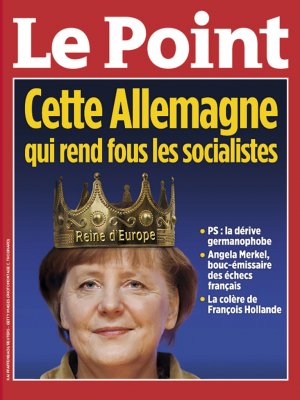 Le Point
Cette Allemagne
qui rend fous les socialistes
Reine d'Europe
• PS : la dérive
germanophobe
• Angela Merkel,
bouc-émissaire
des échecs
français
• La colère de
François Hollande